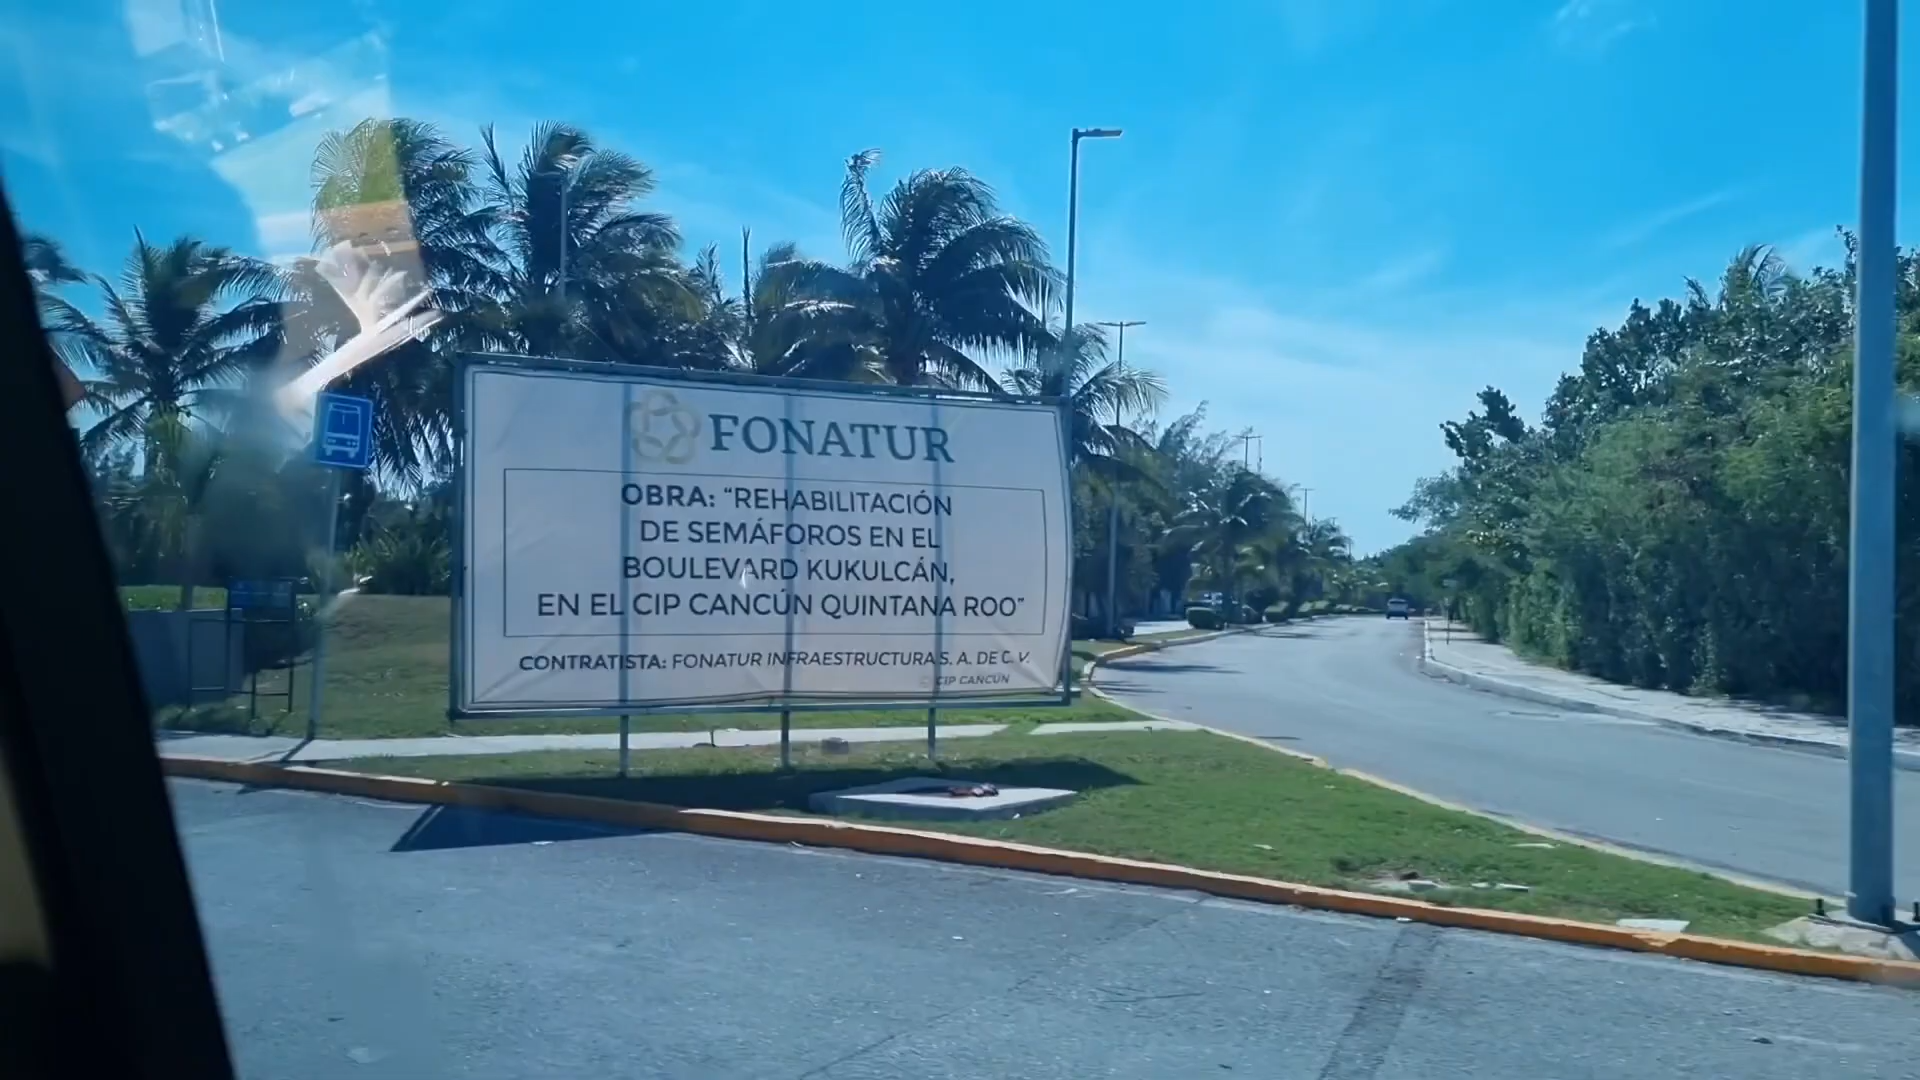 FONATUR
OBRA: “REHABILITACIÓN
DE SEMÁFOROS EN EL
BOULEVARD KUKULCÁN,
EN EL CIP CANCÚN QUINTANA ROO”
CONTRATISTA: FONATUR INFRAESTRUCTURA S. A. DE C. V.
CIP CANCÚN